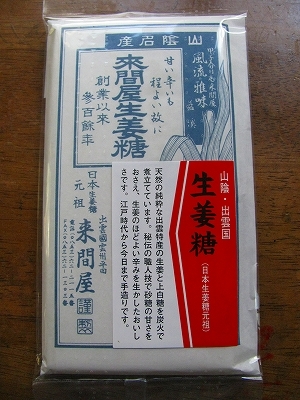 山陰名産
風流雅味
甘い辛いも
程よい故に
來間屋生姜糖
創業以来
参百餘年
出雲國雲州平田
日本生姜糖
元祖
来間屋
謹製
山陰・出雲国
生姜糖
(日本生姜糖元祖)
天然の純粋な出雲特産の生姜と上白糖を炭火で
煮立てています。秘伝の職人技で砂糖の甘さを
おさえ、生姜のほどよい辛みを生かしたおいし
さです。江戸時代から今日まで手造りです。